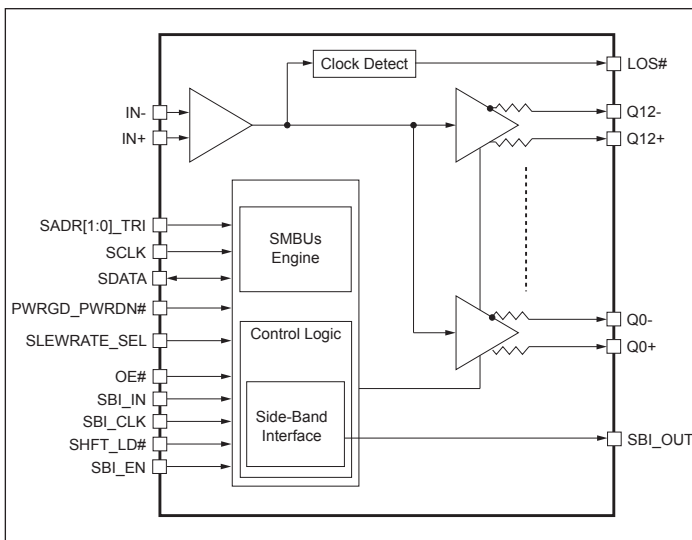 Clock Detect
LOS#
IN-
IN+
Q12-
Q12+
SADR[1:0]_TRI
SCLK
SDATA
PWRGD_PWRDN#
SLEWRATE_SEL
OE#
SBI_IN
SBI_CLK
SHFT_LD#
SBI_EN
SMBUs
Engine
Control Logic
Side-Band
Interface
Q0-
Q0+
SBI_OUT